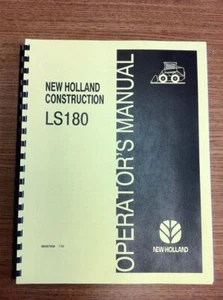 NEW HOLLAND
CONSTRUCTION
LS180
OPERATOR'S MANUAL
NEW HOLLAND